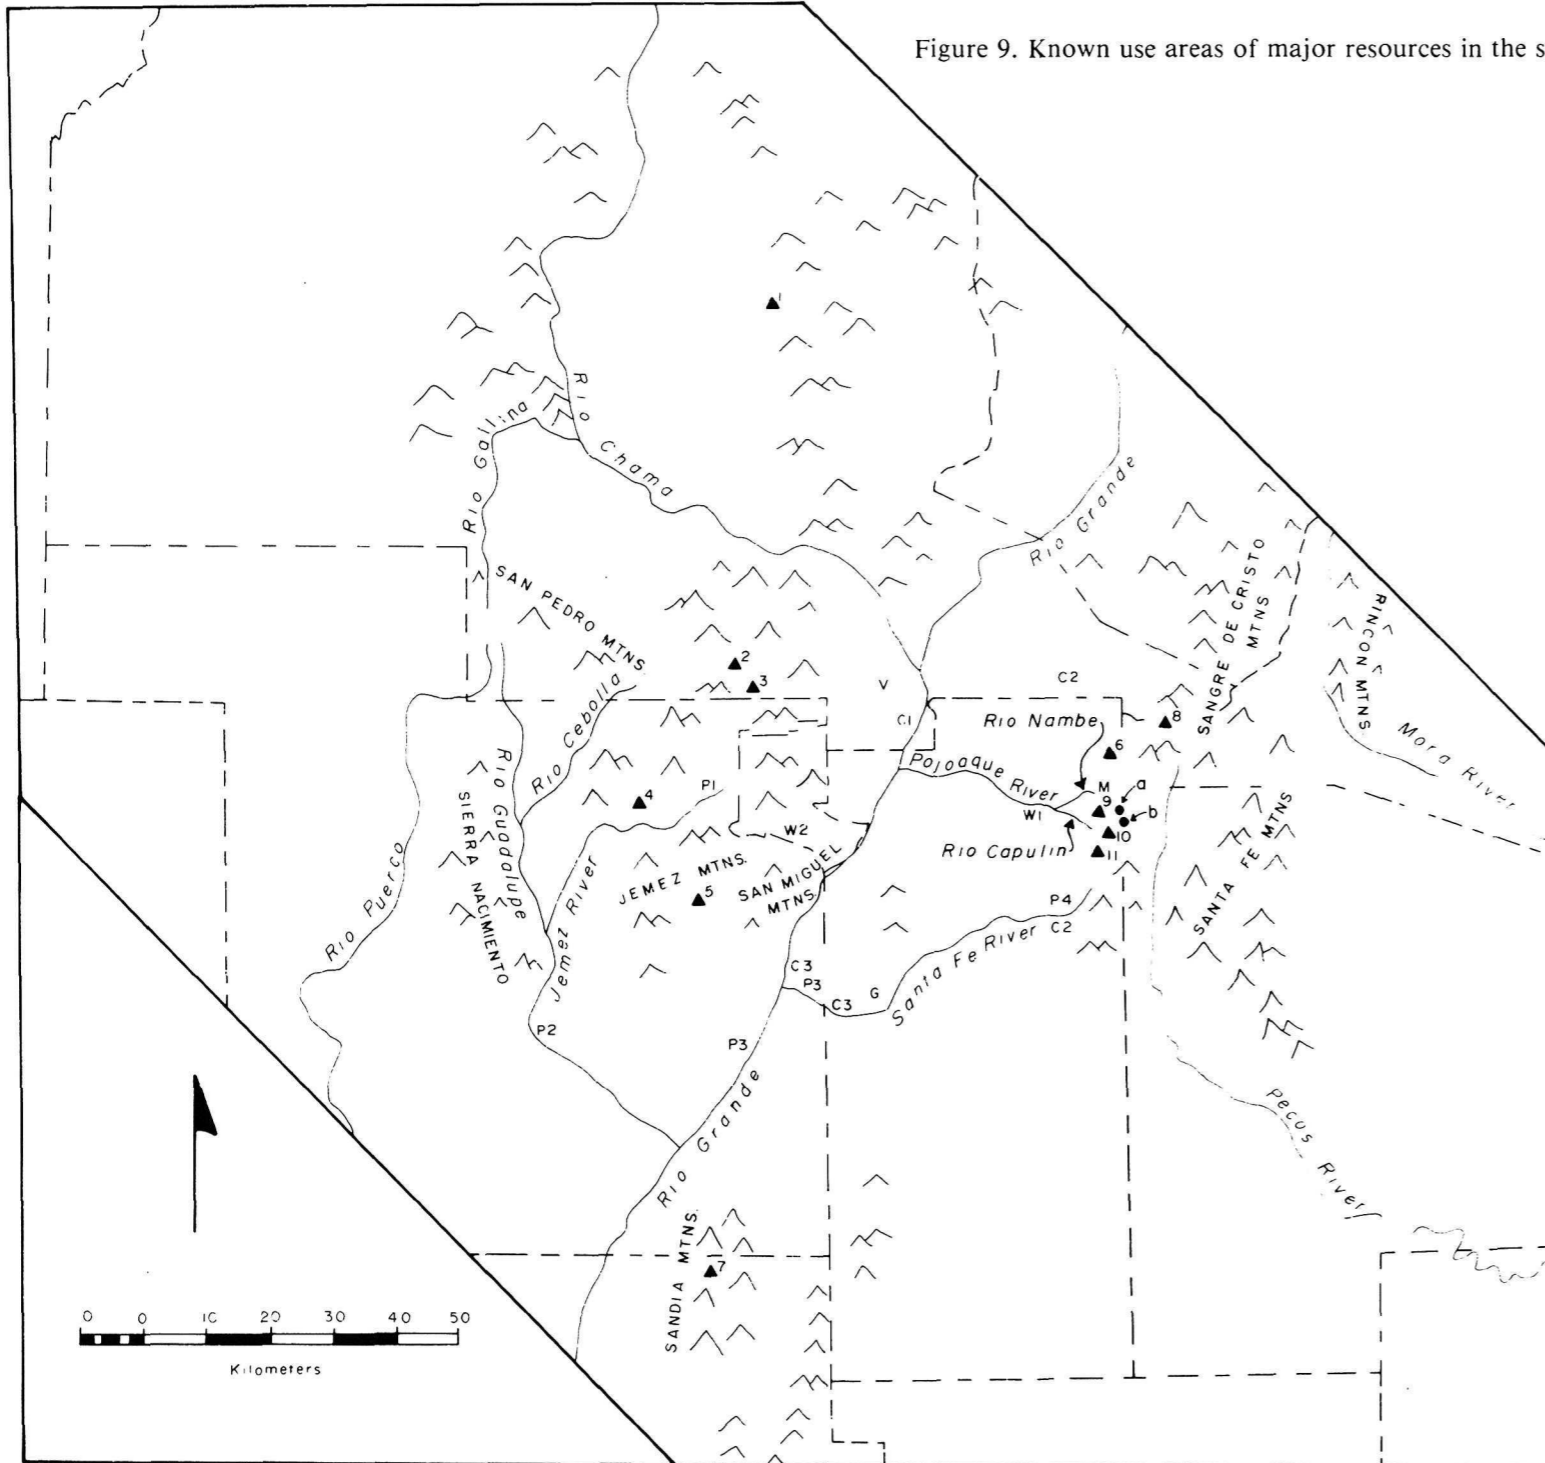 Figure 9. Known use areas of major resources in the s
1
RIO Chama
RIO Gallina
RIO Grande
SAN PEDRO MTNS
SANGRE DE CRISTO
MTNS
RINCON MTNS
2
3
RIO Cebolla
V
C1
C2
RIO Nambe
8
6
Mora River
Pojoaque River
M
a
9
b
W1
10
RIO Capulin
11
SIERRA NACIMIENTO
RIO Guadalupe
4
P1
W2
JEMEZ MTNS.
5
SAN MIGUEL
MTNS.
SANTA FE MTNS
RIO Puerco
Jemez River
P4
C2
Santa Fe River
C3
P3
G
C3
P2
P3
RIO Grande
Pecus River
SANDIA MTNS.
7
0 0 10 20 30 40 50
Kilometers